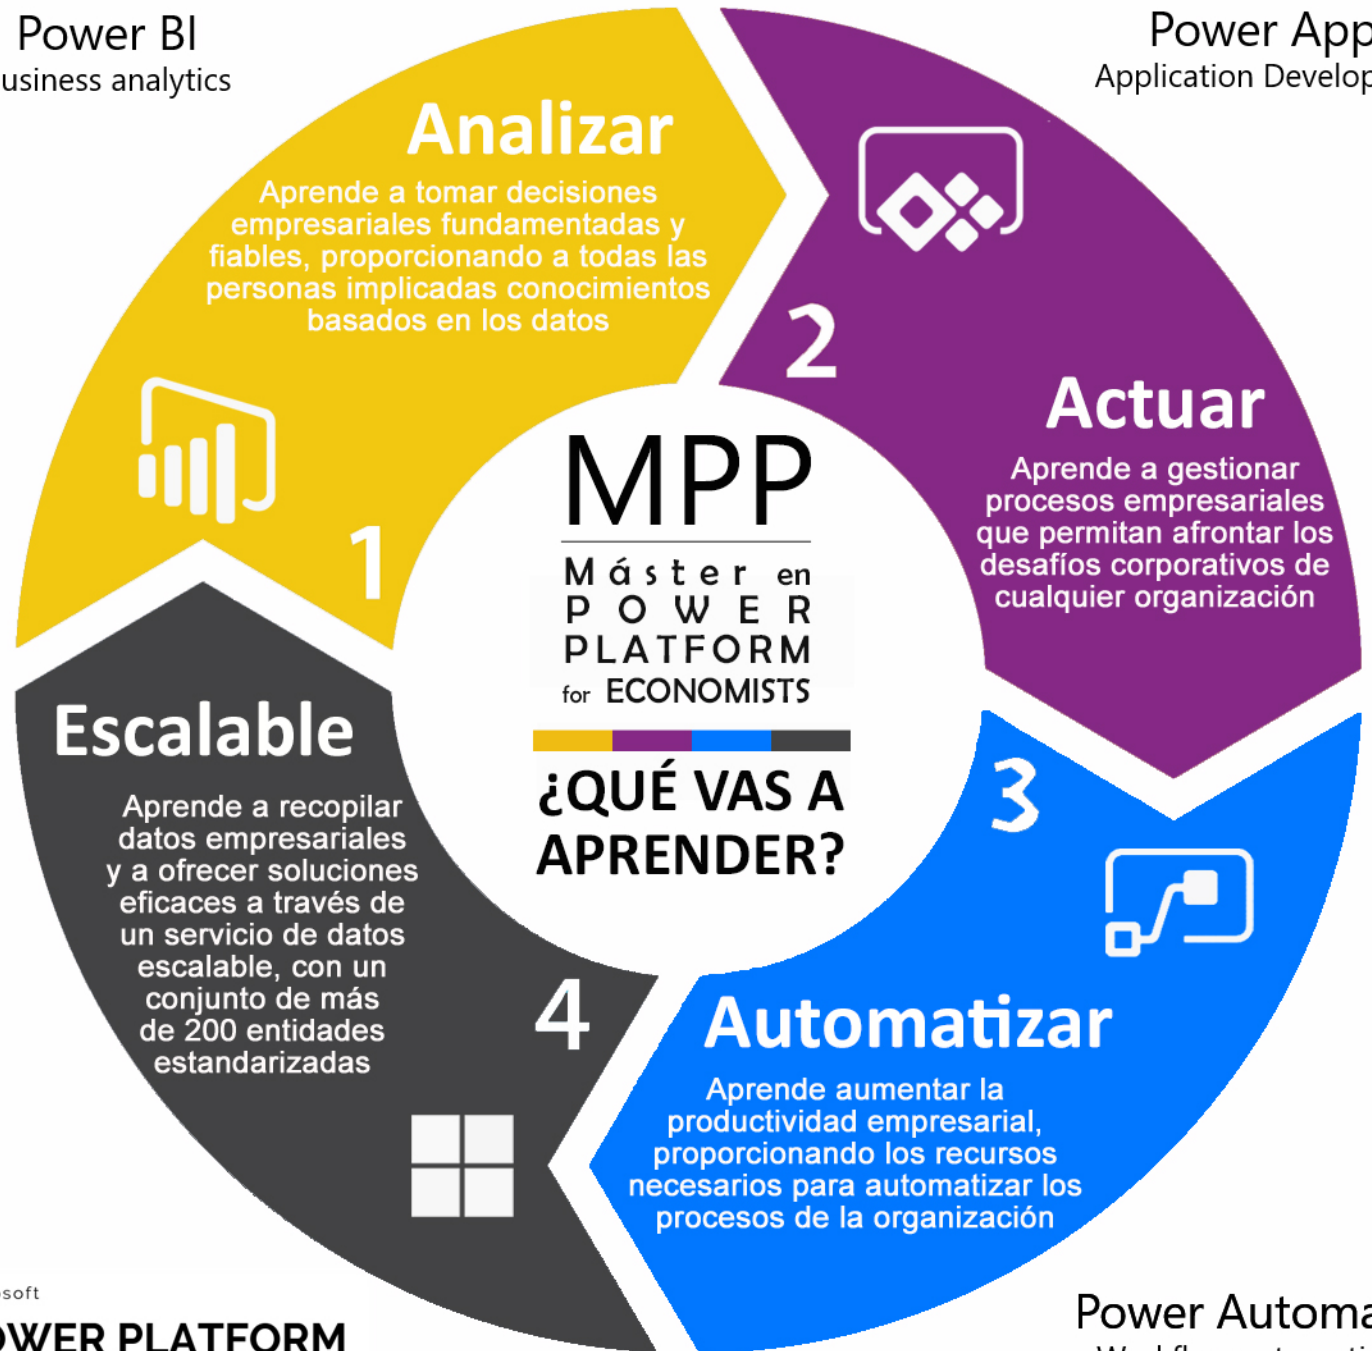 Power BI
usiness analytics
Power App
Application Develop
Analizar
Aprende a tomar decisiones
empresariales fundamentadas y
fiables, proporcionando a todas las
personas implicadas conocimientos
basados en los datos
1
2
Actuar
Aprende a gestionar
procesos empresariales
que permitan afrontar los
desafíos corporativos de
cualquier organización
MPP
Máster en
POWER
PLATFORM
for ECONOMISTS
¿QUÉ VAS A
APRENDER?
3
Automatizar
Aprende aumentar la
productividad empresarial,
proporcionando los recursos
necesarios para automatizar los
procesos de la organización
Escalable
Aprende a recopilar
datos empresariales
y a ofrecer soluciones
eficaces a través de
un servicio de datos
escalable, con un
conjunto de más
de 200 entidades
estandarizadas
4
soft
OWER PLATFORM
Power Automa